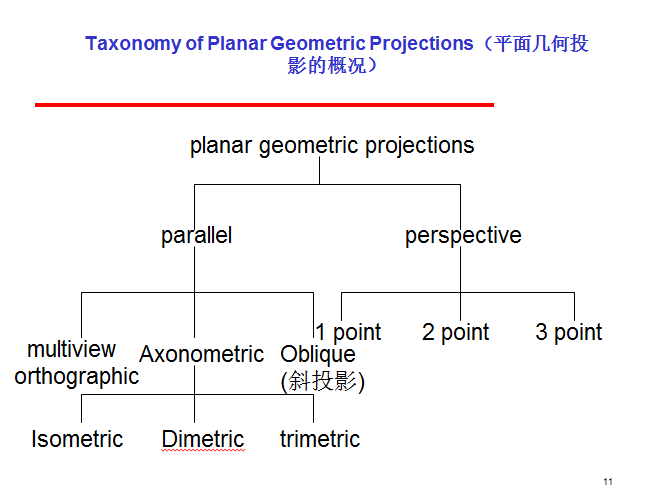 Taxonomy of Planar Geometric Projections（平面几何投
影的概况）
planar geometric projections
parallel
perspective
1 point
2 point
3 point
multiview
orthographic
Axonometric
Oblique
(斜投影)
Isometric
Dimetric
trimetric
11